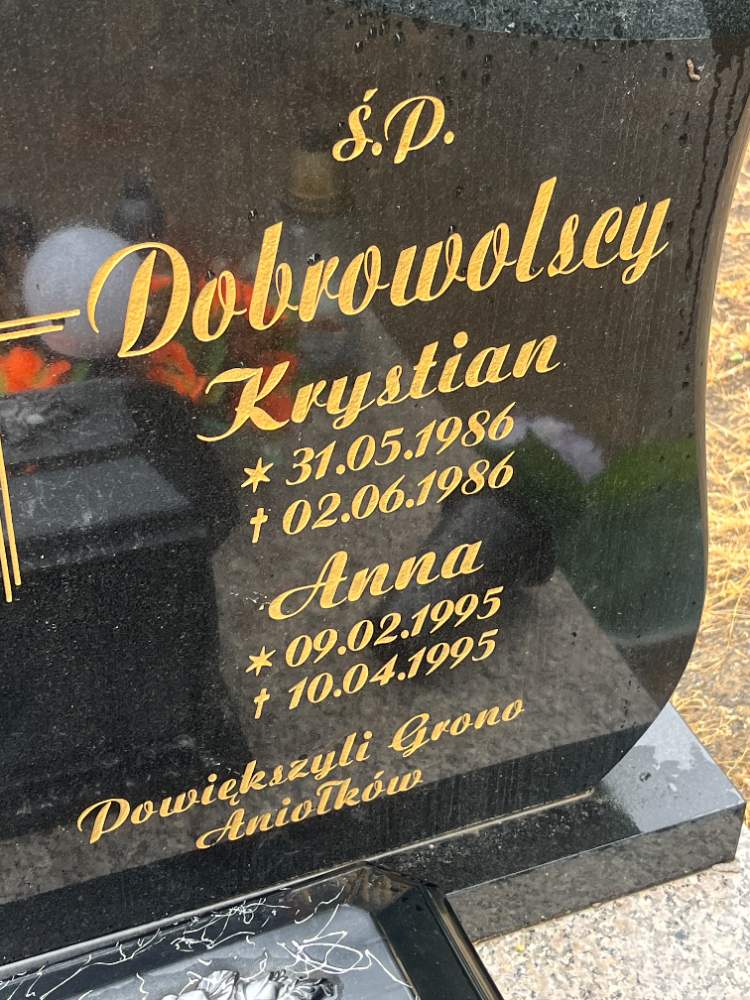 Ś.P.
Dobrowolscy
Krystian
* 31.05.1986
† 02.06.1986
Anna
* 09.02.1995
† 10.04.1995
Powiększyli Grono
Aniołków